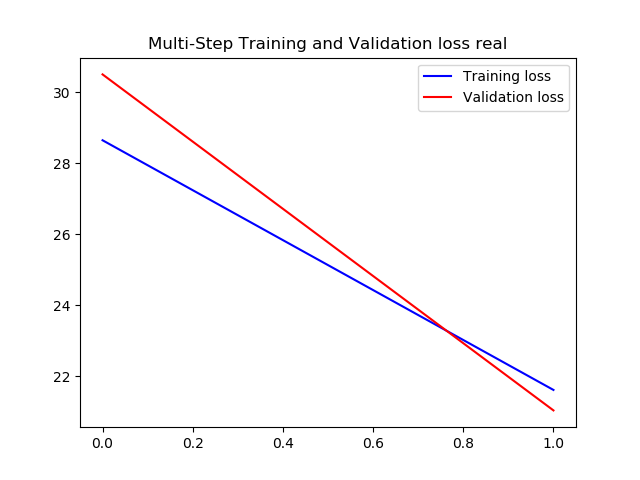 Multi-Step Training and Validation loss real
Training loss
Validation loss
30
28
26
24
22
0.0 0.2 0.4 0.6 0.8 1.0